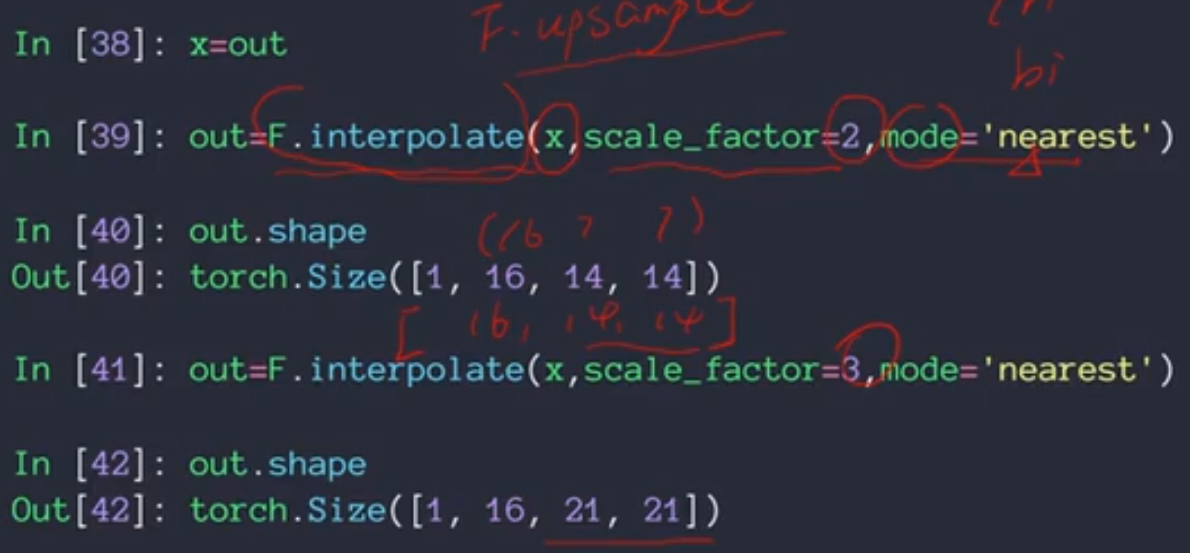 F. upsample
In [38]: x=out
bi
In [39]: out=F.interpolate(x,scale_factor=2,mode='nearest')
(16 7 7)
In [40]: out.shape
Out[40]: torch.Size([1, 16, 14, 14])
[ 16, 14, 14 ]
In [41]: out=F.interpolate(x,scale_factor=3,mode='nearest')
In [42]: out.shape
Out[42]: torch.Size([1, 16, 21, 21])